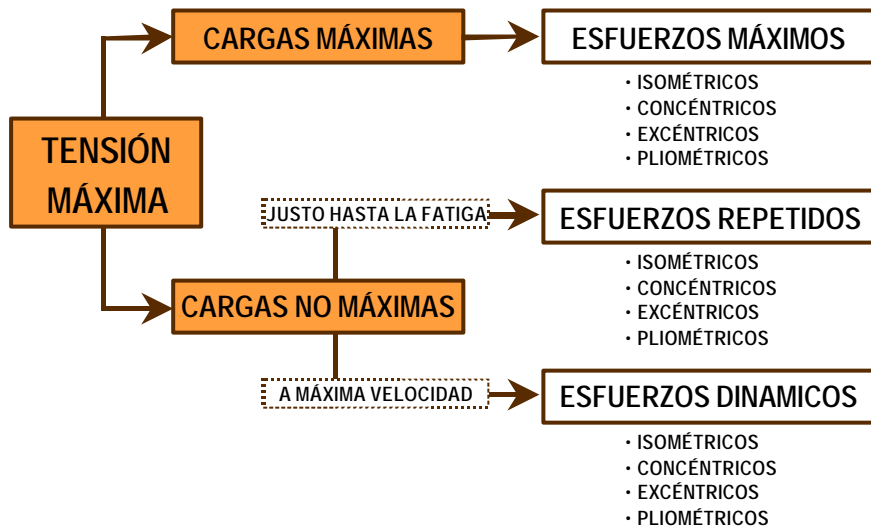 CARGAS MÁXIMAS
ESFUERZOS MÁXIMOS
· ISOMÉTRICOS
· CONCÉNTRICOS
· EXCÉNTRICOS
· PLIOMÉTRICOS
TENSIÓN
MÁXIMA
JUSTO HASTA LA FATIGA
ESFUERZOS REPETIDOS
· ISOMÉTRICOS
· CONCÉNTRICOS
· EXCÉNTRICOS
· PLIOMÉTRICOS
CARGAS NO MÁXIMAS
A MÁXIMA VELOCIDAD
ESFUERZOS DINAMICOS
· ISOMÉTRICOS
· CONCÉNTRICOS
· EXCÉNTRICOS
· PLIOMÉTRICOS